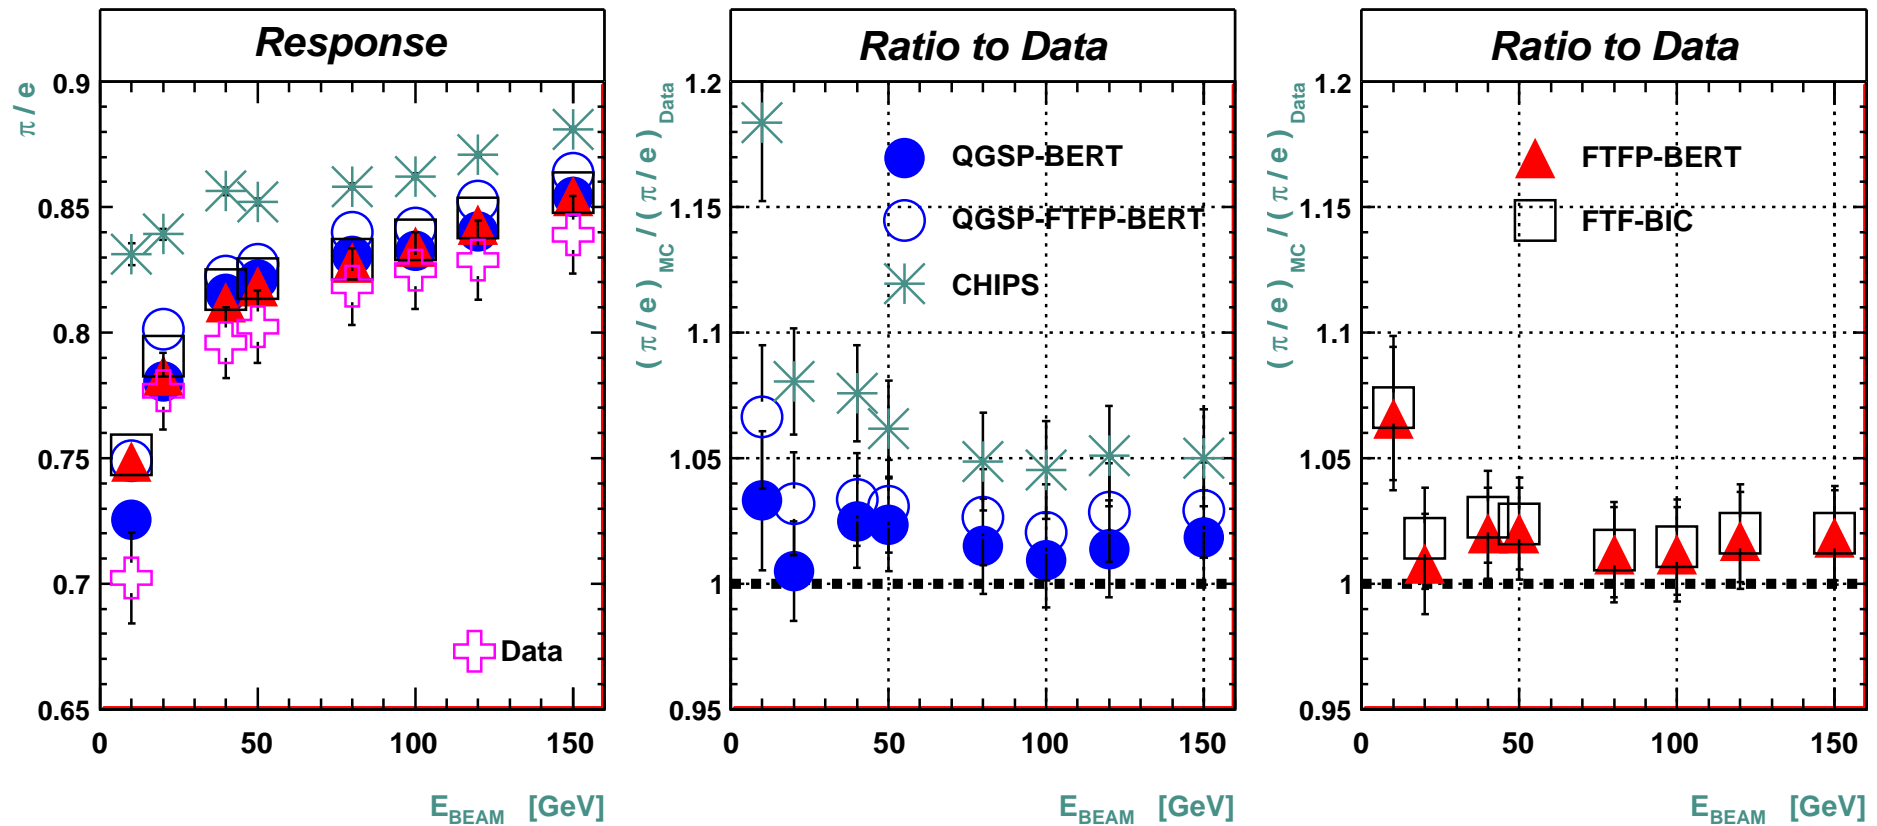 Response
π / e
0.9
0.85
0.8
0.75
0.7
0.65
0
50
100
150
Data
E_BEAM [GeV]
Ratio to Data
(π / e)_MC / (π / e)_Data
1.2
1.15
1.1
1.05
1
0.95
0
50
100
150
QGSP-BERT
QGSP-FTFP-BERT
CHIPS
E_BEAM [GeV]
Ratio to Data
(π / e)_MC / (π / e)_Data
1.2
1.15
1.1
1.05
1
0.95
0
50
100
150
FTFP-BERT
FTF-BIC
E_BEAM [GeV]